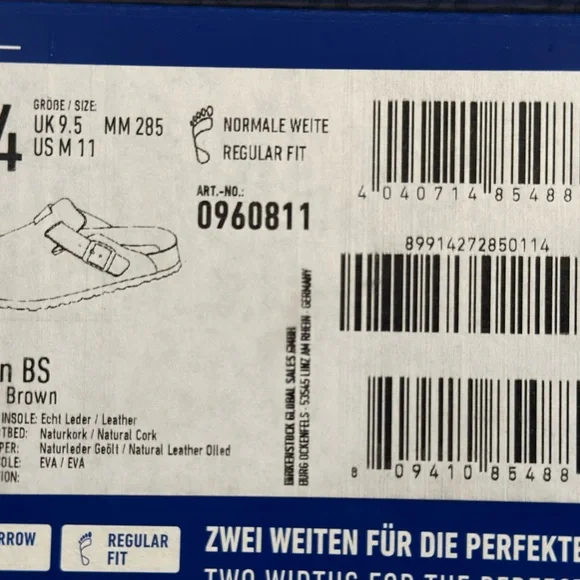 4
GRÖßE / SIZE:
UK 9.5 MM 285
US M 11
NORMALE WEITE
REGULAR FIT
ART.-NO.:
0960811
4 040714 85488
89914272850114
8 09410 85488
BIRKENSTOCK GLOBAL SALES GMBH
BURG OCKENFELS · 53545 LINZ AM RHEIN · GERMANY
n BS
Brown
INSOLE: Echt Leder / Leather
TBED: Naturkork / Natural Cork
PER: Naturleder Geölt / Natural Leather Oiled
OLE: EVA / EVA
ION:
RROW
REGULAR
FIT
ZWEI WEITEN FÜR DIE PERFEKTE
TWO WIDTHS FOR THE